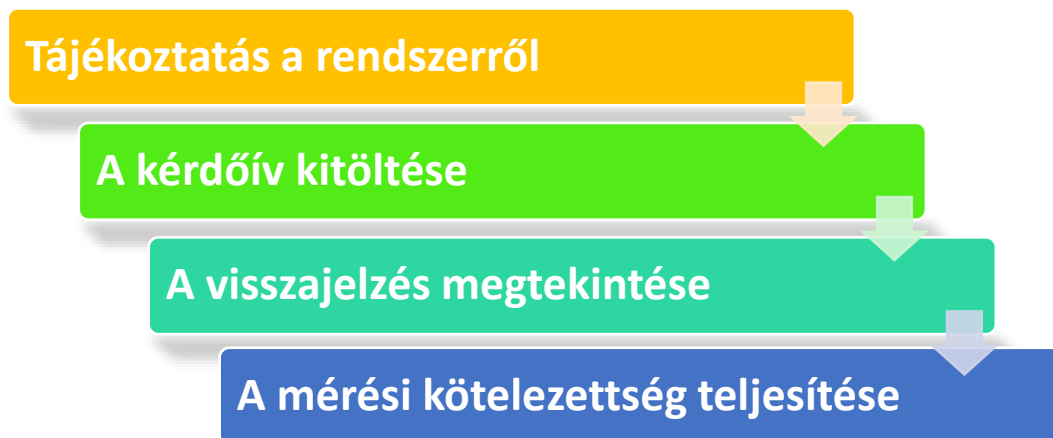 Tájékoztatás a rendszerről
A kérdőív kitöltése
A visszajelzés megtekintése
A mérési kötelezettség teljesítése